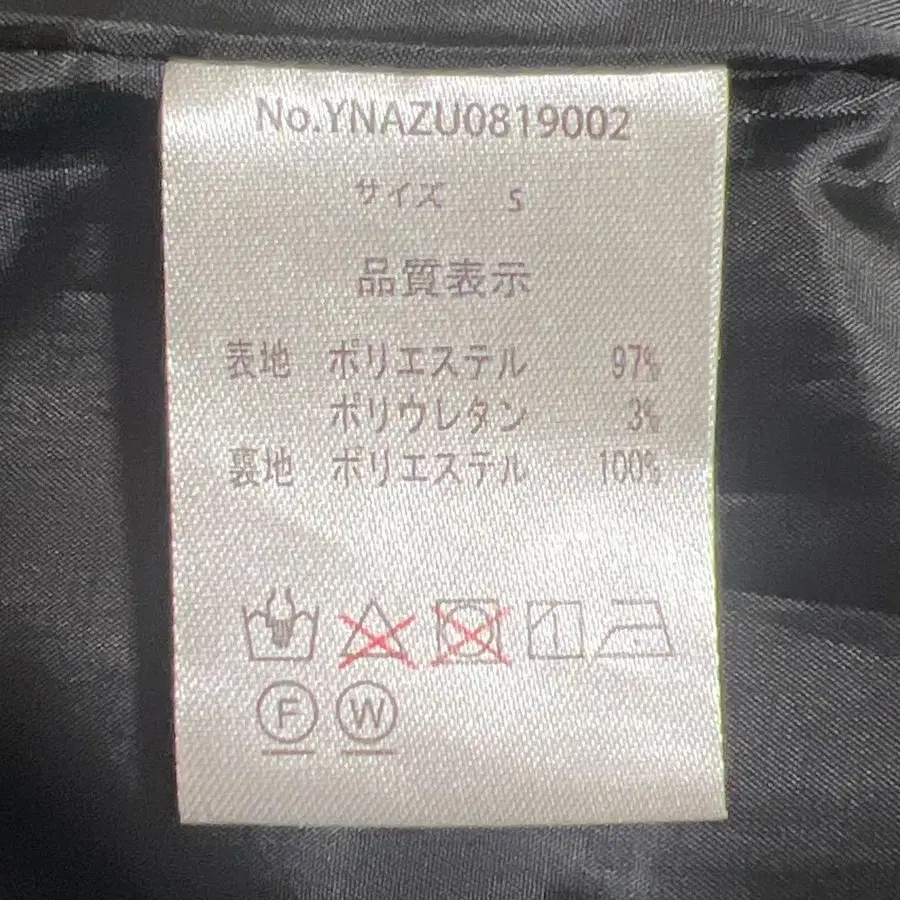 No.YNAZU0819002
サイズ S
品質表示
表地 ポリエステル 97%
ポリウレタン 3%
裏地 ポリエステル 100%
F W